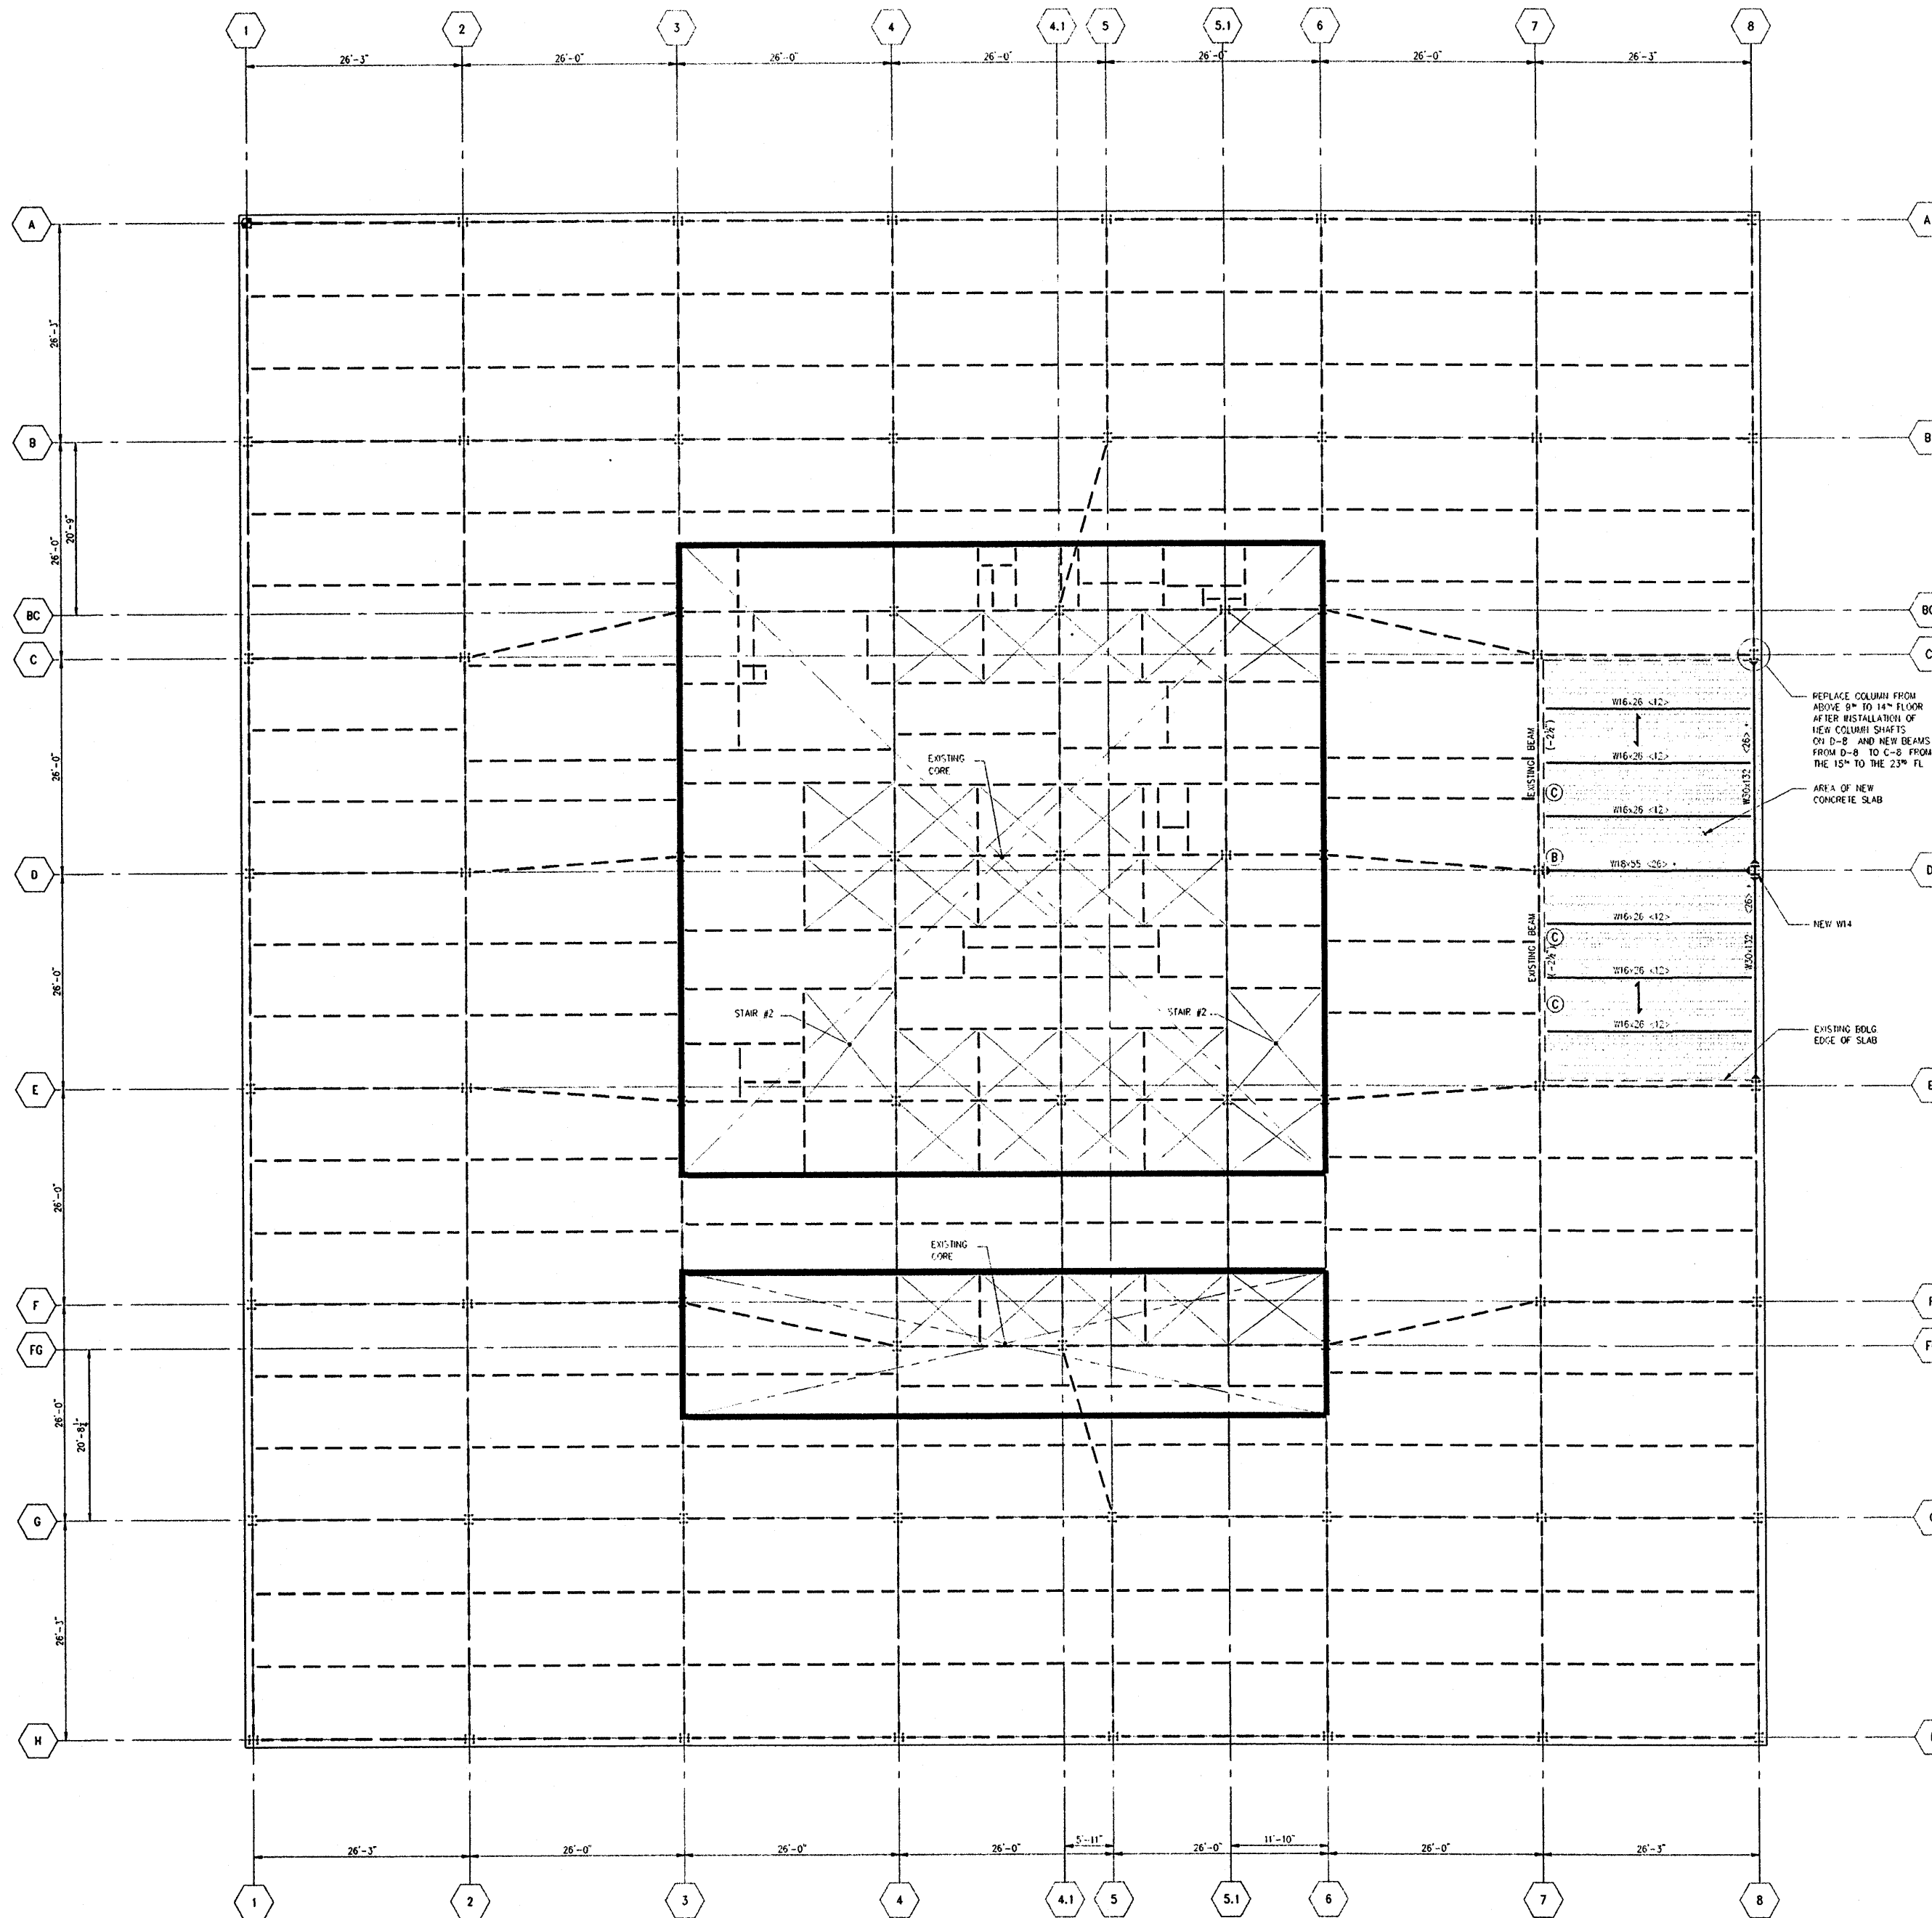 1 2 3 4 4.1 5 5.1 6 7 8
26'-3" 26'-0" 26'-0" 26'-0" 26'-0" 26'-0" 26'-3"
A A
26'-3"
B B
20'-9"
26'-0"
BC
C C
REPLACE COLUMN FROM
ABOVE 9TH TO 14TH FLOOR
AFTER INSTALLATION OF
NEW COLUMN SHAFTS
ON D-8 AND NEW BEAMS
FROM D-8 TO C-8 FROM
THE 15TH TO THE 23RD FL
W16x26 <12>
(-2½")
<26> *
26'-0"
EXISTING
CORE
EXISTING BEAM
W16x26 <12>
W30x132
AREA OF NEW
CONCRETE SLAB
C
W16x26 <12>
B
W18x55 <26> *
D D
<26> *
W16x26 <12>
NEW W14
EXISTING BEAM
C
(-2½")
W30x132
26'-0"
W16x26 <12>
STAIR #2
STAIR #2
C
W16x26 <12>
EXISTING BDLG.
EDGE OF SLAB
E E
26'-0"
EXISTING
CORE
F F
FG
26'-0"
20'-8½"
G
26'-3"
H
26'-3" 26'-0" 26'-0" 26'-0" 5'-11" 26'-0" 11'-10" 26'-0" 26'-3"
1 2 3 4 4.1 5 5.1 6 7 8